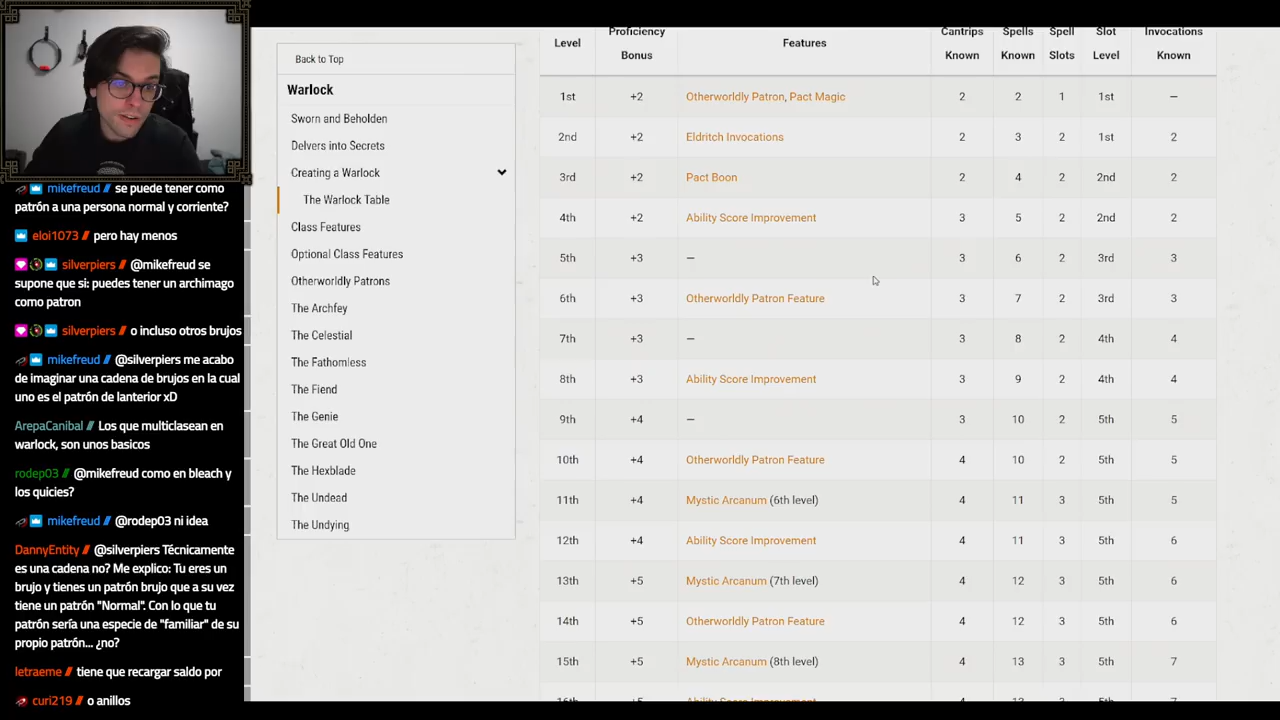 mikefreud // se puede tener como
patrón a una persona normal y corriente?
eloi1073 // pero hay menos
silverpiers // @mikefreud se
supone que si: puedes tener un archimago
como patron
silverpiers // o incluso otros brujos
mikefreud // @silverpiers me acabo
de imaginar una cadena de brujos en la cual
uno es el patrón de lanterior xD
ArepaCanibal // Los que multiclasean en
warlock, son unos basicos
rodep03 // @mikefreud como en bleach y
los quicies?
mikefreud // @rodep03 ni idea
DannyEntity // @silverpiers Técnicamente
es una cadena no? Me explico: Tu eres un
brujo y tienes un patrón brujo que a su vez
tiene un patrón "Normal". Con lo que tu
patrón sería una especie de "familiar" de su
propio patrón... ¿no?
letraeme // tiene que recargar saldo por
curi219 // o anillos
Back to Top
Warlock
Sworn and Beholden
Delvers into Secrets
Creating a Warlock
The Warlock Table
Class Features
Optional Class Features
Otherworldly Patrons
The Archfey
The Celestial
The Fathomless
The Fiend
The Genie
The Great Old One
The Hexblade
The Undead
The Undying
Level Proficiency Bonus Features Cantrips Known Spells Known Spell Slots Slot Level Invocations Known
1st +2 Otherworldly Patron, Pact Magic 2 2 1 1st —
2nd +2 Eldritch Invocations 2 3 2 1st 2
3rd +2 Pact Boon 2 4 2 2nd 2
4th +2 Ability Score Improvement 3 5 2 2nd 2
5th +3 — 3 6 2 3rd 3
6th +3 Otherworldly Patron Feature 3 7 2 3rd 3
7th +3 — 3 8 2 4th 4
8th +3 Ability Score Improvement 3 9 2 4th 4
9th +4 — 3 10 2 5th 5
10th +4 Otherworldly Patron Feature 4 10 2 5th 5
11th +4 Mystic Arcanum (6th level) 4 11 3 5th 5
12th +4 Ability Score Improvement 4 11 3 5th 6
13th +5 Mystic Arcanum (7th level) 4 12 3 5th 6
14th +5 Otherworldly Patron Feature 4 12 3 5th 6
15th +5 Mystic Arcanum (8th level) 4 13 3 5th 7